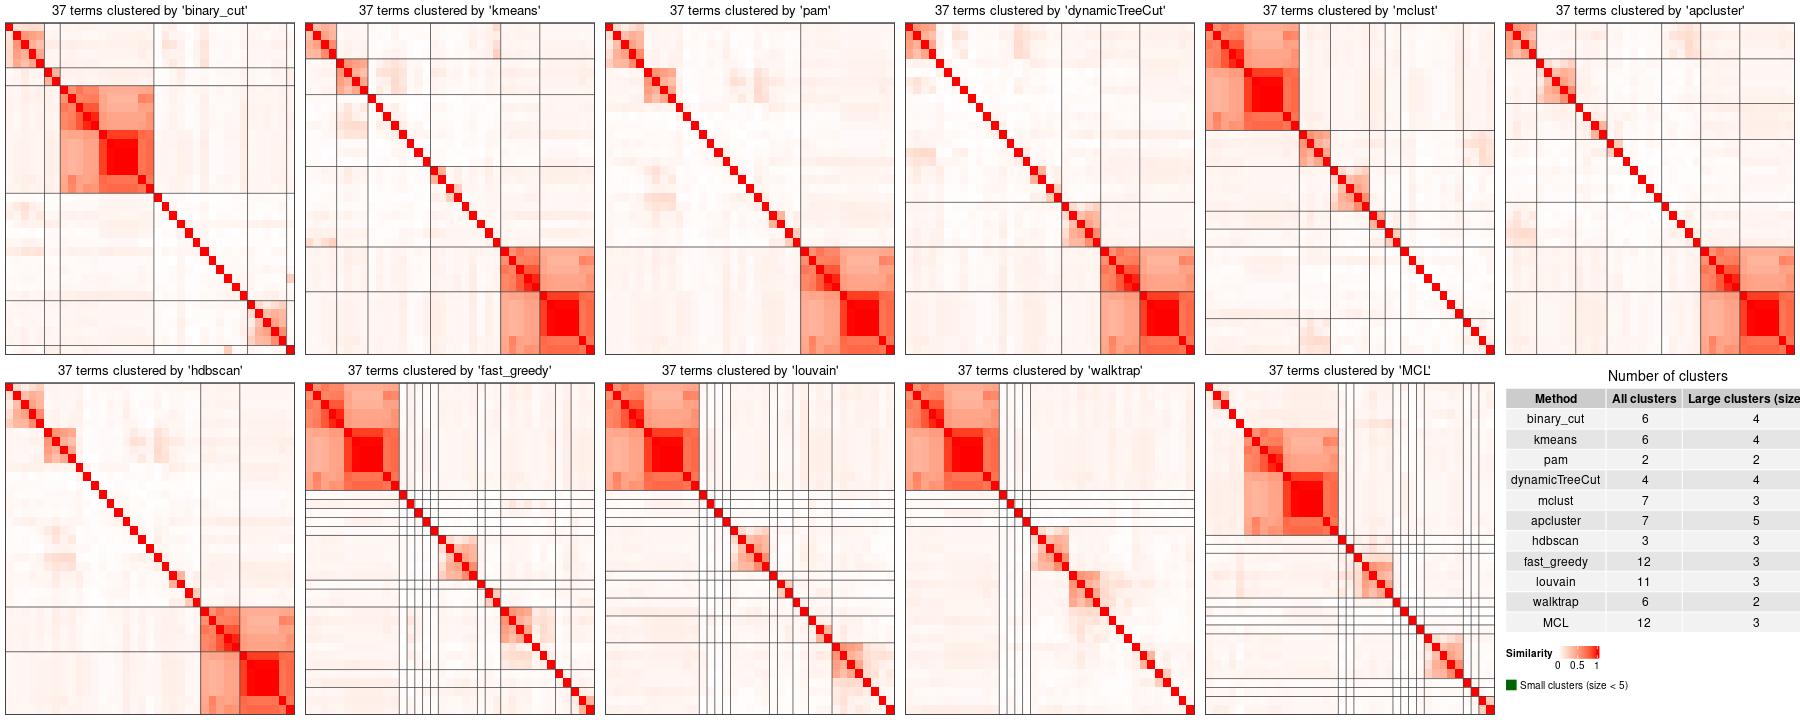 37 terms clustered by 'binary_cut'
37 terms clustered by 'kmeans'
37 terms clustered by 'pam'
37 terms clustered by 'dynamicTreeCut'
37 terms clustered by 'mclust'
37 terms clustered by 'apcluster'
37 terms clustered by 'hdbscan'
37 terms clustered by 'fast_greedy'
37 terms clustered by 'louvain'
37 terms clustered by 'walktrap'
37 terms clustered by 'MCL'
Number of clusters
Method All clusters Large clusters (size
binary_cut 6 4
kmeans 6 4
pam 2 2
dynamicTreeCut 4 4
mclust 7 3
apcluster 7 5
hdbscan 3 3
fast_greedy 12 3
louvain 11 3
walktrap 6 2
MCL 12 3
Similarity
0 0.5 1
Small clusters (size < 5)